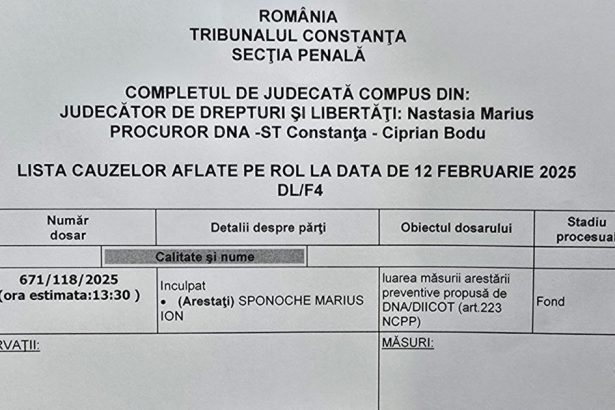 ROMÂNIA
TRIBUNALUL CONSTANŢA
SECŢIA PENALĂ
COMPLETUL DE JUDECATĂ COMPUS DIN:
JUDECĂTOR DE DREPTURI ŞI LIBERTĂŢI: Nastasia Marius
PROCUROR DNA -ST Constanţa - Ciprian Bodu
LISTA CAUZELOR AFLATE PE ROL LA DATA DE 12 FEBRUARIE 2025
DL/F4
Număr
dosar
Detalii despre părţi
Obiectul dosarului
Stadiu
procesual
Calitate şi nume
671/118/2025
(ora estimata:13:30 )
Inculpat
• (Arestaţi) SPONOCHE MARIUS
ION
luarea măsurii arestării
preventive propusă de
DNA/DIICOT (art.223
NCPP)
Fond
RVAŢII:
MĂSURI: